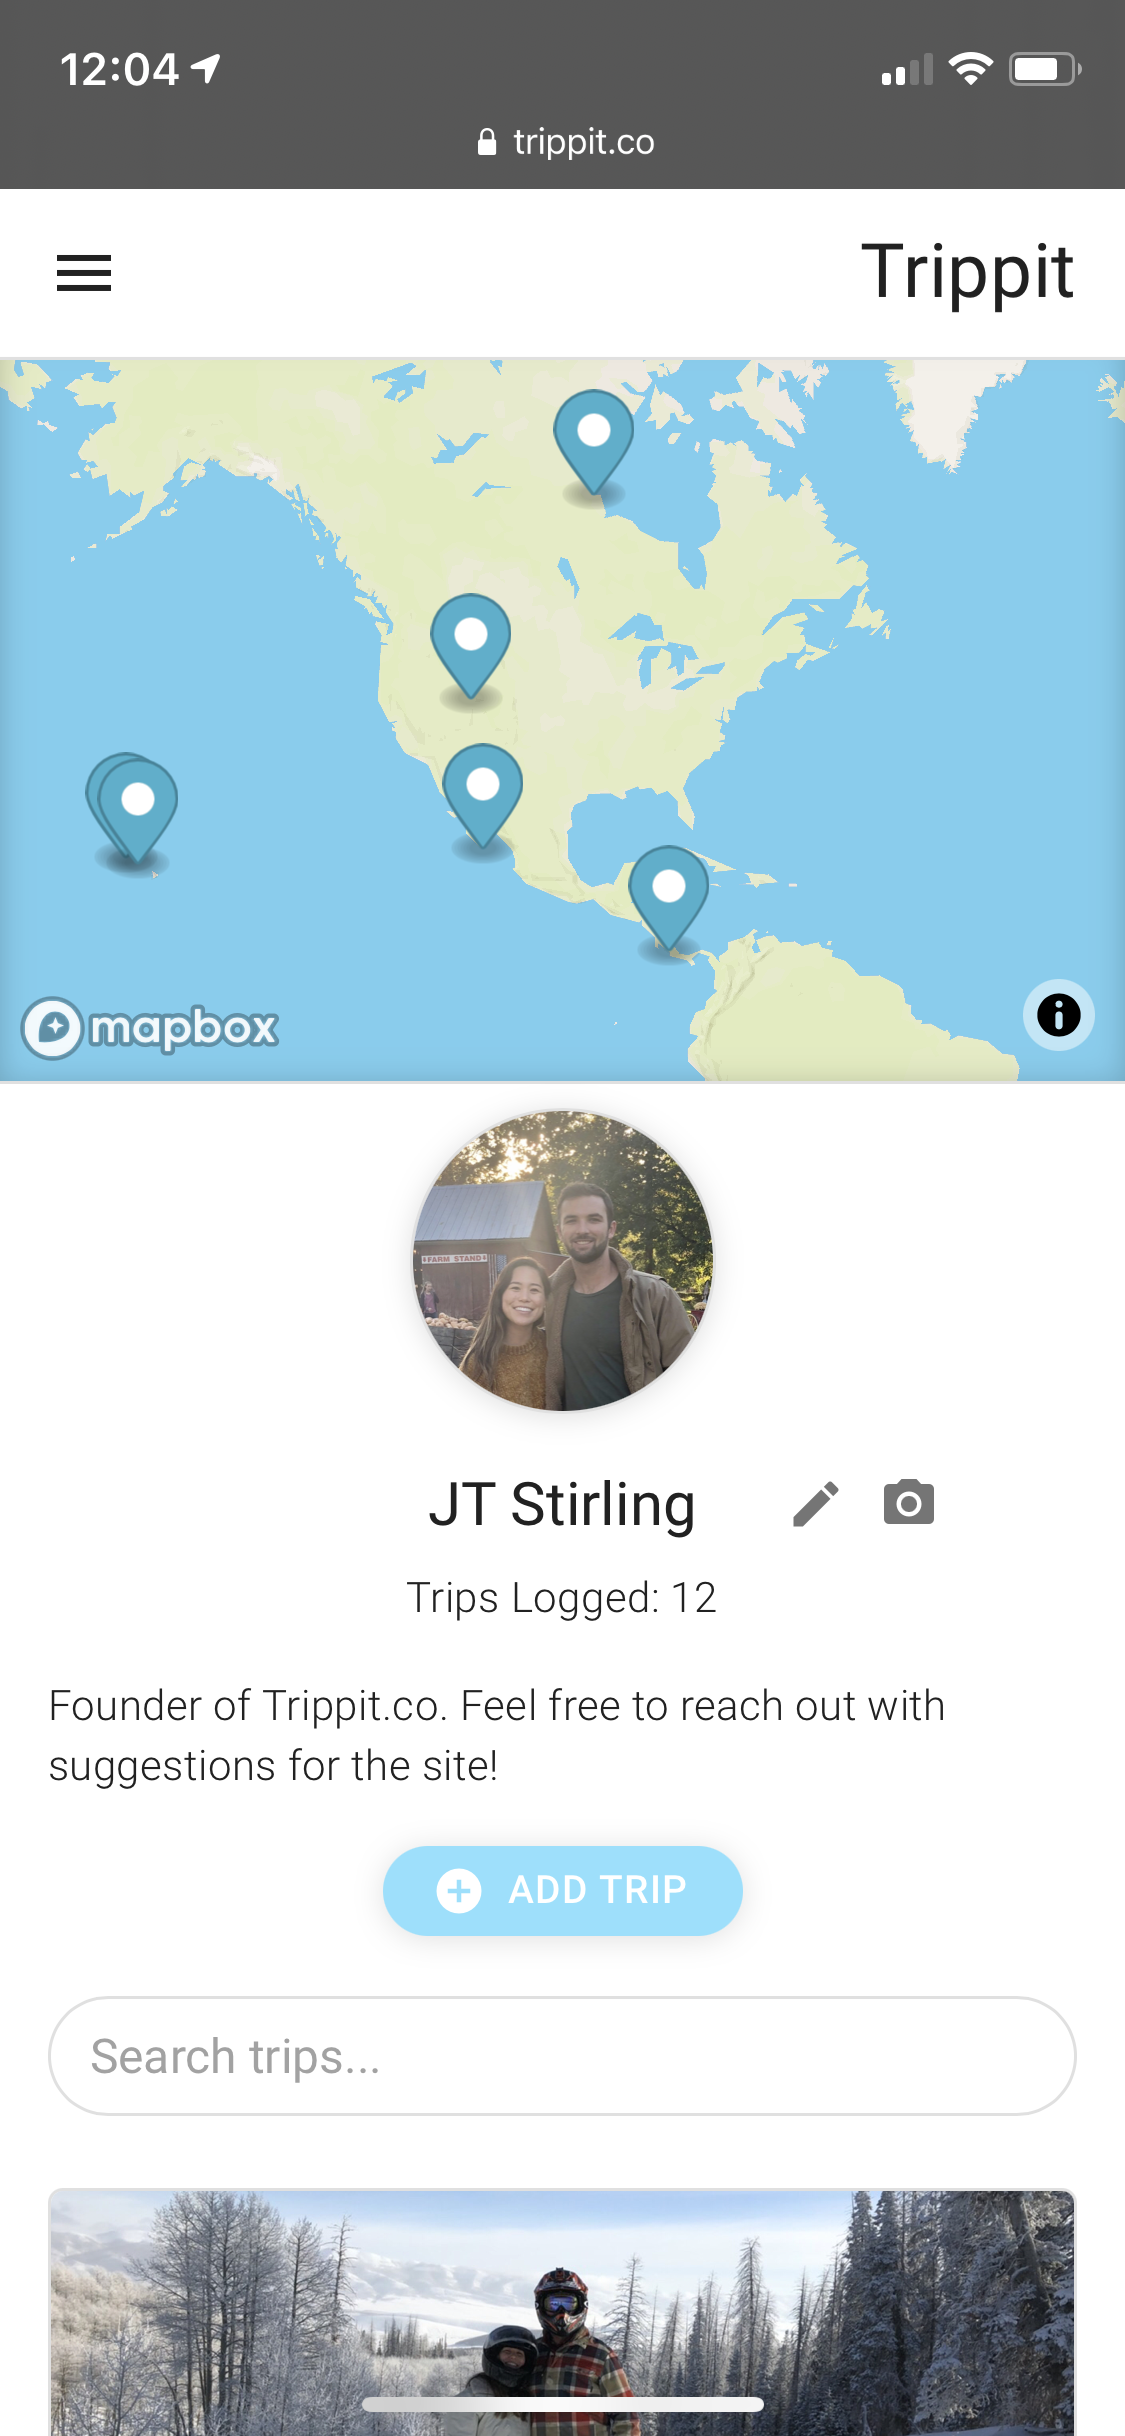 12:04
trippit.co
Trippit
mapbox
FARM STAND
JT Stirling
Trips Logged: 12
Founder of Trippit.co. Feel free to reach out with
suggestions for the site!
ADD TRIP
Search trips...